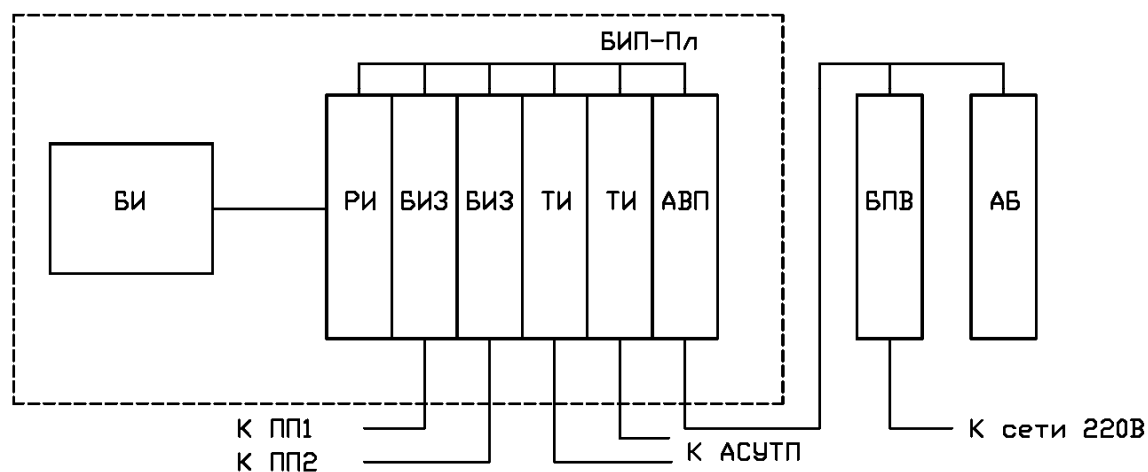 БИП-Пл
БИ
РИ
БИЗ
БИЗ
ТИ
ТИ
АВП
БПВ
АБ
К ПП1
К ПП2
К АСУТП
К сети 220В